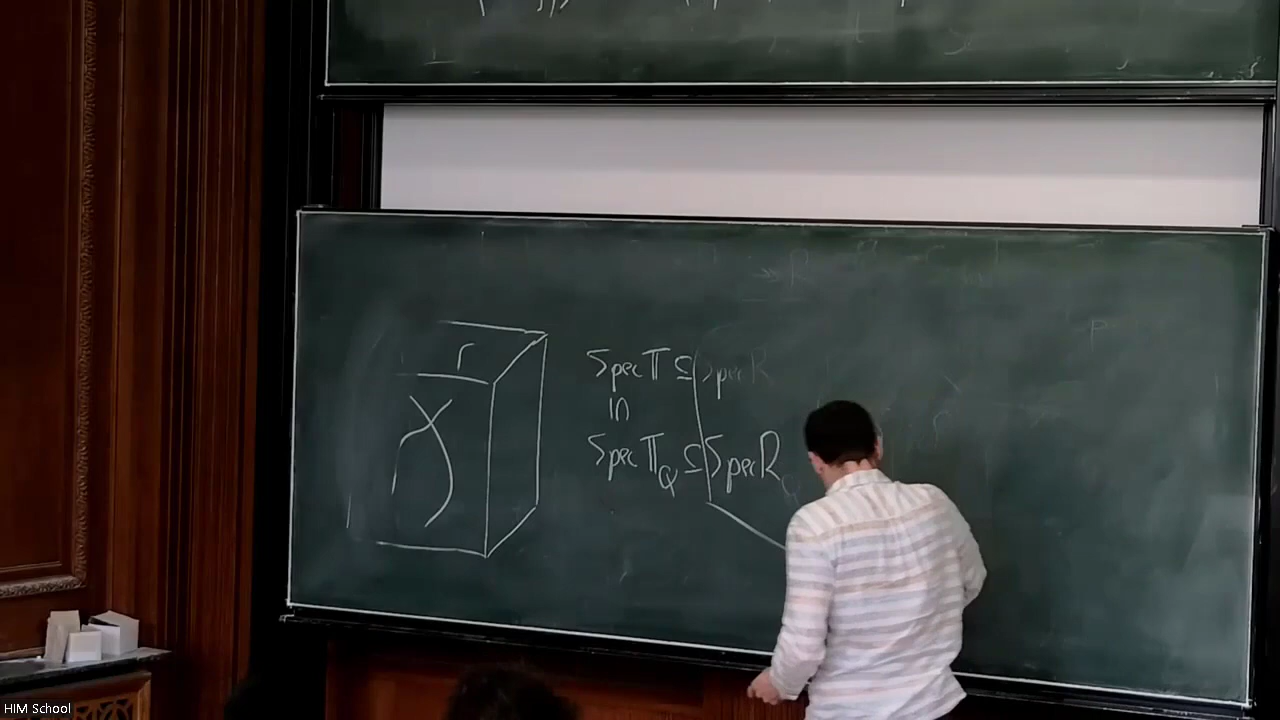 r
Spec 𝕋 ⊆ Spec R
in
Spec 𝕋_Q ⊆ Spec R
HIM School